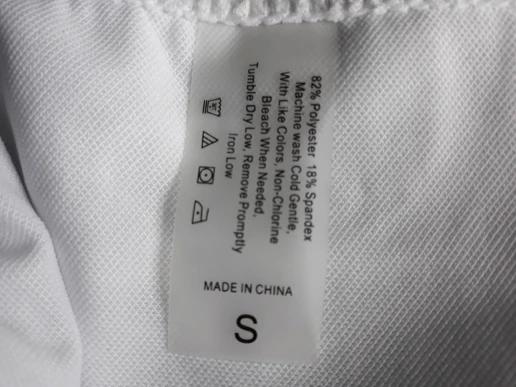 82% Polyester 18% Spandex
Machine wash Cold Gentle,
With Like Colors, Non-Chlorine
Bleach When Needed,
Tumble Dry Low, Remove Promptly
Iron Low
MADE IN CHINA
S